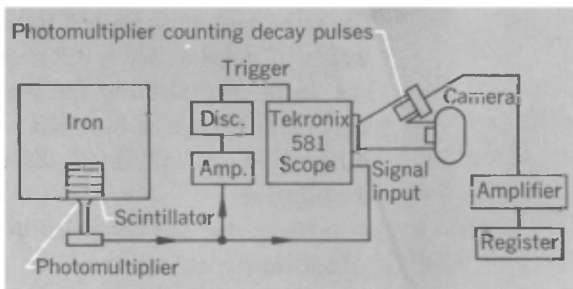 Photomultiplier counting decay pulses
Trigger
Camera
Iron
Disc.
Tekronix
581
Scope
Amp.
Signal
input
Scintillator
Amplifier
Register
Photomultiplier